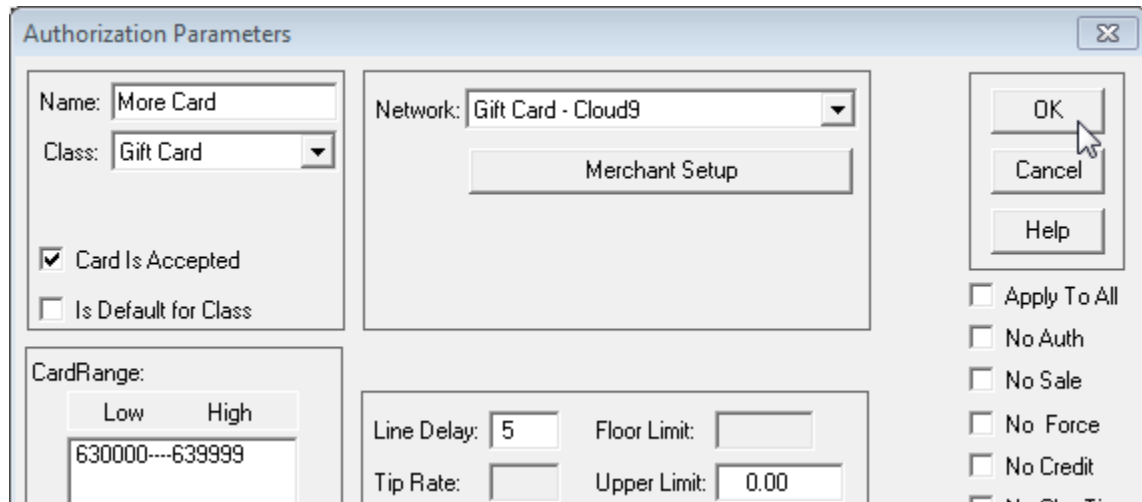 Authorization Parameters
Name: More Card
Class: Gift Card
Card Is Accepted
Is Default for Class
Network: Gift Card - Cloud9
Merchant Setup
OK
Cancel
Help
Apply To All
No Auth
No Sale
No Force
No Credit
CardRange:
Low High
630000----639999
Line Delay: 5 Floor Limit:
Tip Rate: Upper Limit: 0.00